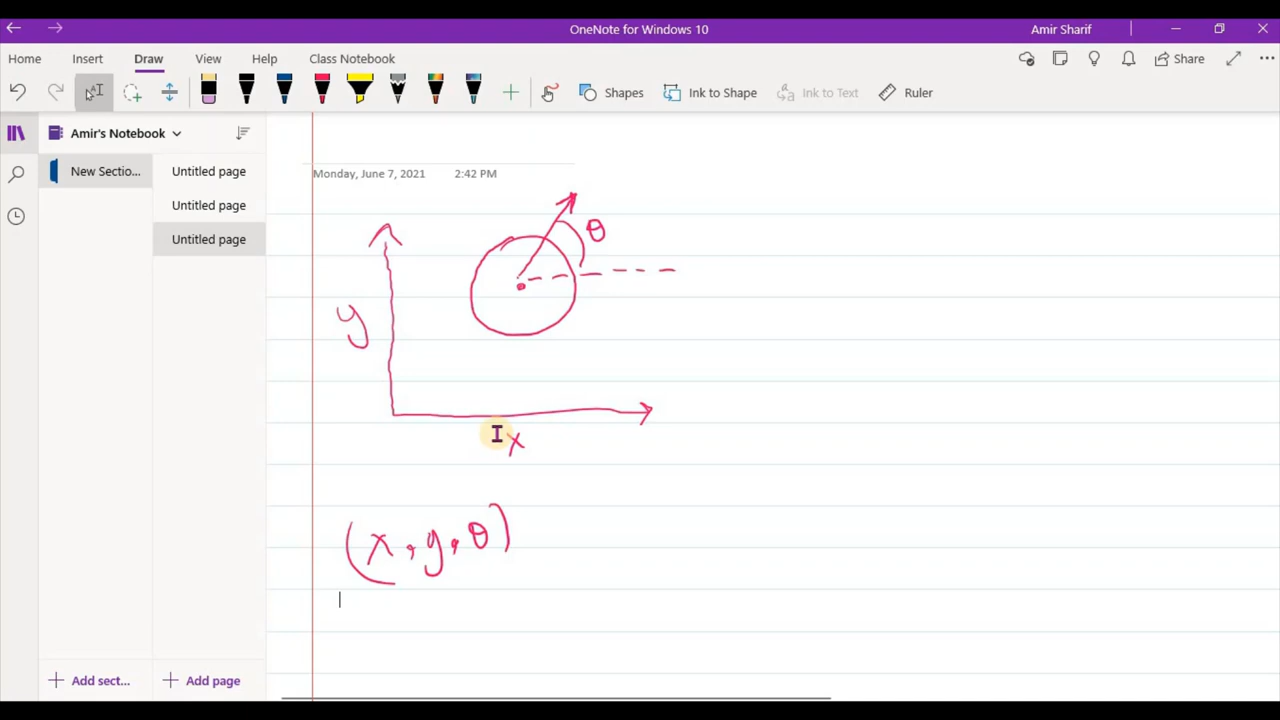 OneNote for Windows 10
Amir Sharif
Home Insert Draw View Help Class Notebook
Share
Shapes Ink to Shape Ink to Text Ruler
Amir's Notebook
New Sectio...
Untitled page
Untitled page
Untitled page
Add sect...
Add page
Monday, June 7, 2021 2:42 PM
θ
y
x
(x, y, θ)